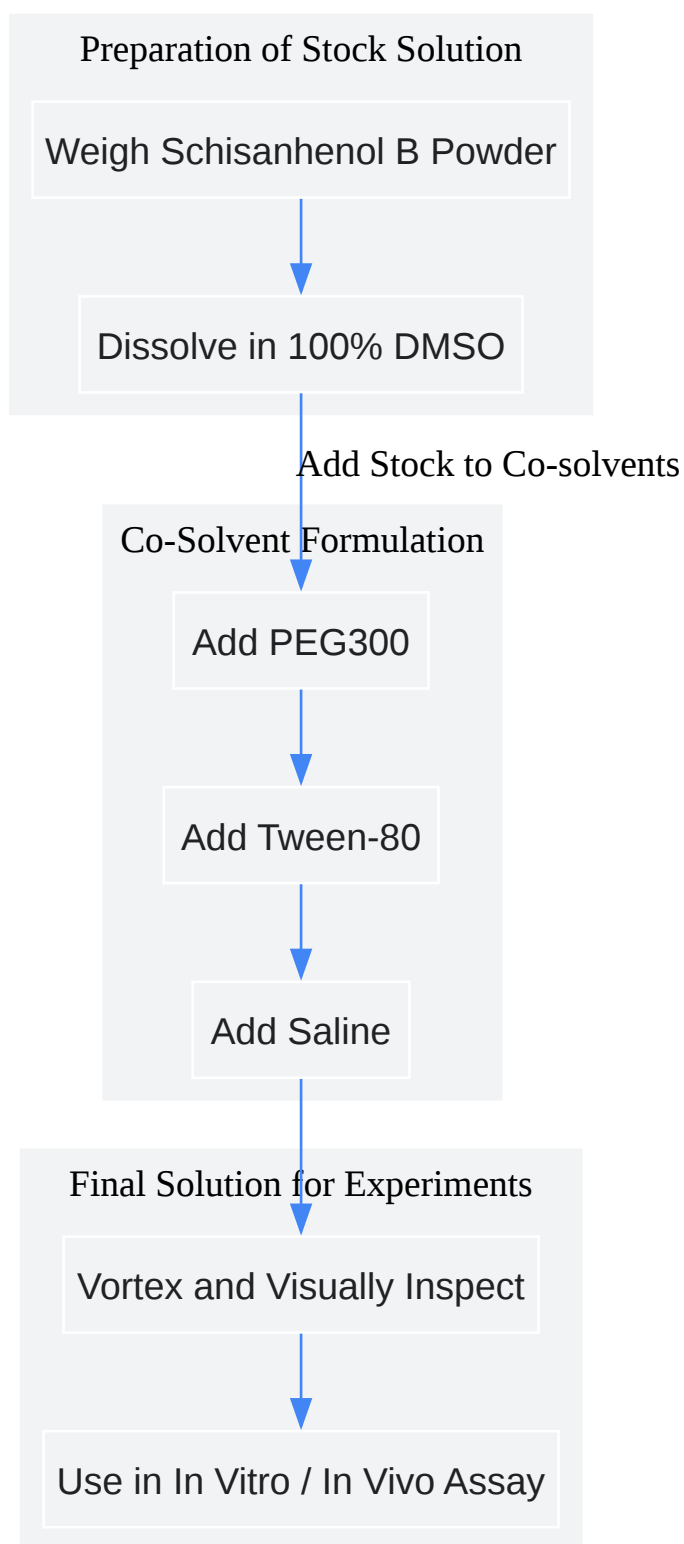 Preparation of Stock Solution
Weigh Schisanhenol B Powder
Dissolve in 100% DMSO
Add Stock to Co-solvents
Co-Solvent Formulation
Add PEG300
Add Tween-80
Add Saline
Final Solution for Experiments
Vortex and Visually Inspect
Use in In Vitro / In Vivo Assay